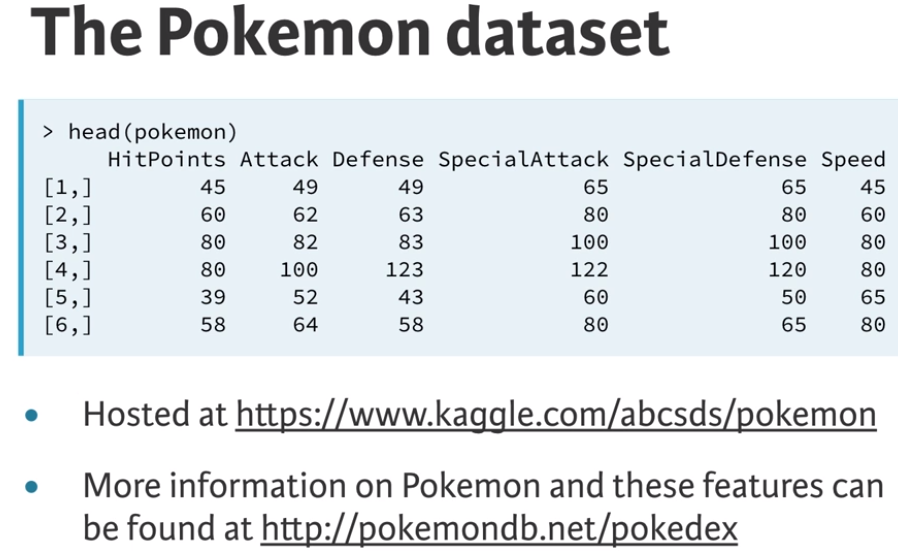 The Pokemon dataset
> head(pokemon)
HitPoints Attack Defense SpecialAttack SpecialDefense Speed
[1,] 45 49 49 65 65 45
[2,] 60 62 63 80 80 60
[3,] 80 82 83 100 100 80
[4,] 80 100 123 122 120 80
[5,] 39 52 43 60 50 65
[6,] 58 64 58 80 65 80
• Hosted at https://www.kaggle.com/abcsds/pokemon
• More information on Pokemon and these features can
be found at http://pokemondb.net/pokedex